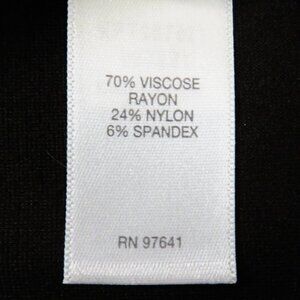 70% VISCOSE
RAYON
24% NYLON
6% SPANDEX
RN 97641